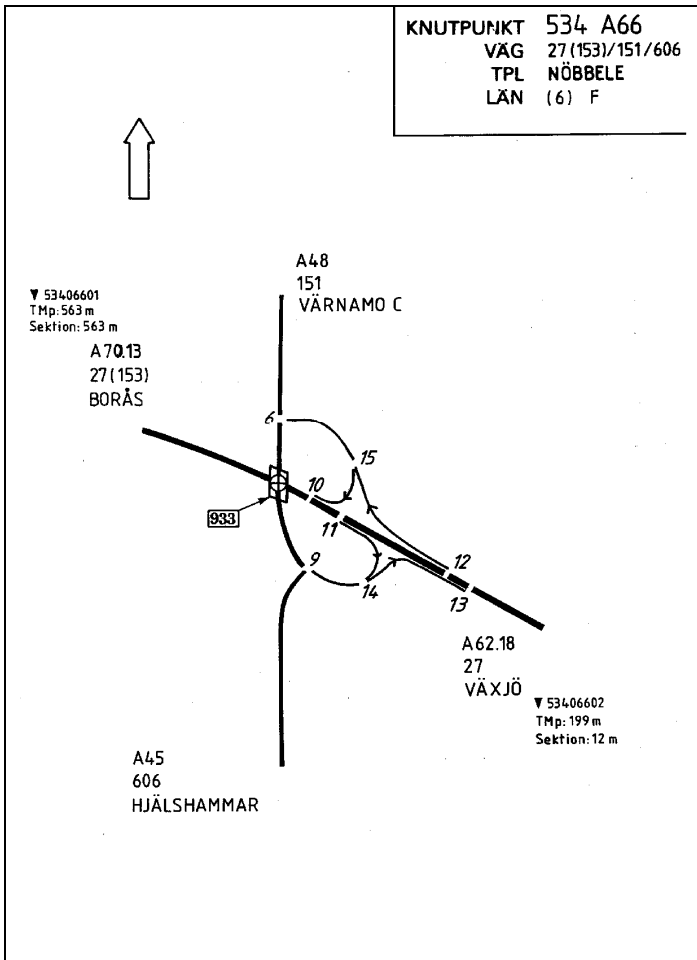 KNUTPUNKT 534 A66
VÄG 27(153)/151/606
TPL NÖBBELE
LÄN (6) F
A48
151
VÄRNAMO C
▼ 53406601
TMp: 563 m
Sektion: 563 m
A70.13
27(153)
BORÅS
6
15
10
933
11
9
12
14
13
A62.18
27
VÄXJÖ
▼ 53406602
TMp: 199 m
Sektion: 12 m
A45
606
HJÄLSHAMMAR